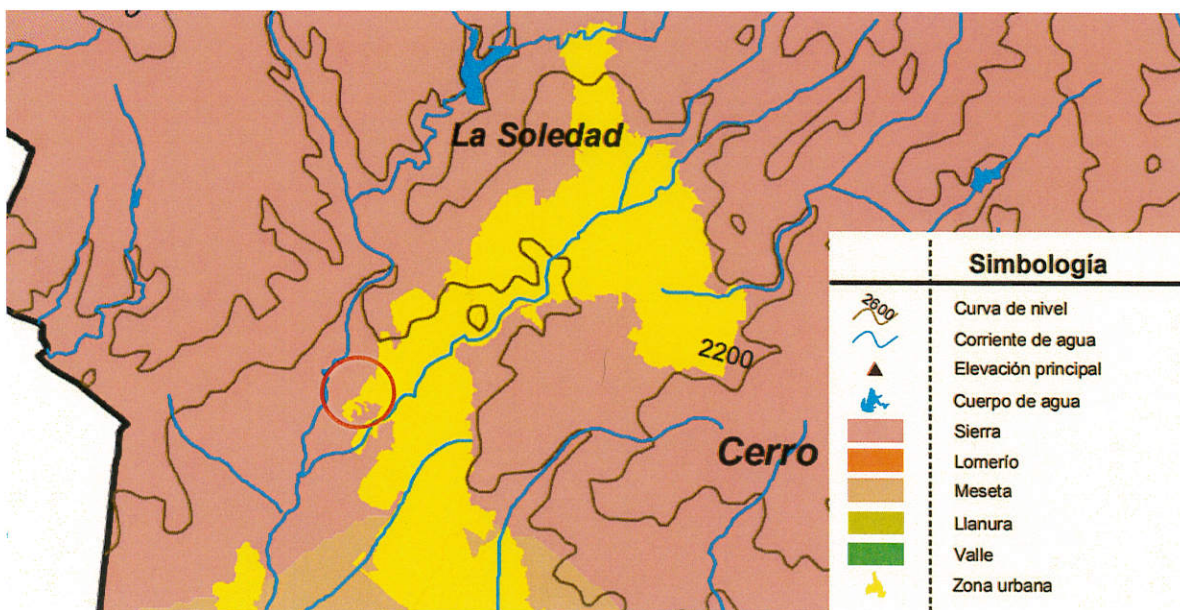 La Soledad
2200
Cerro
Simbología
2600
Curva de nivel
Corriente de agua
Elevación principal
Cuerpo de agua
Sierra
Lomerío
Meseta
Llanura
Valle
Zona urbana